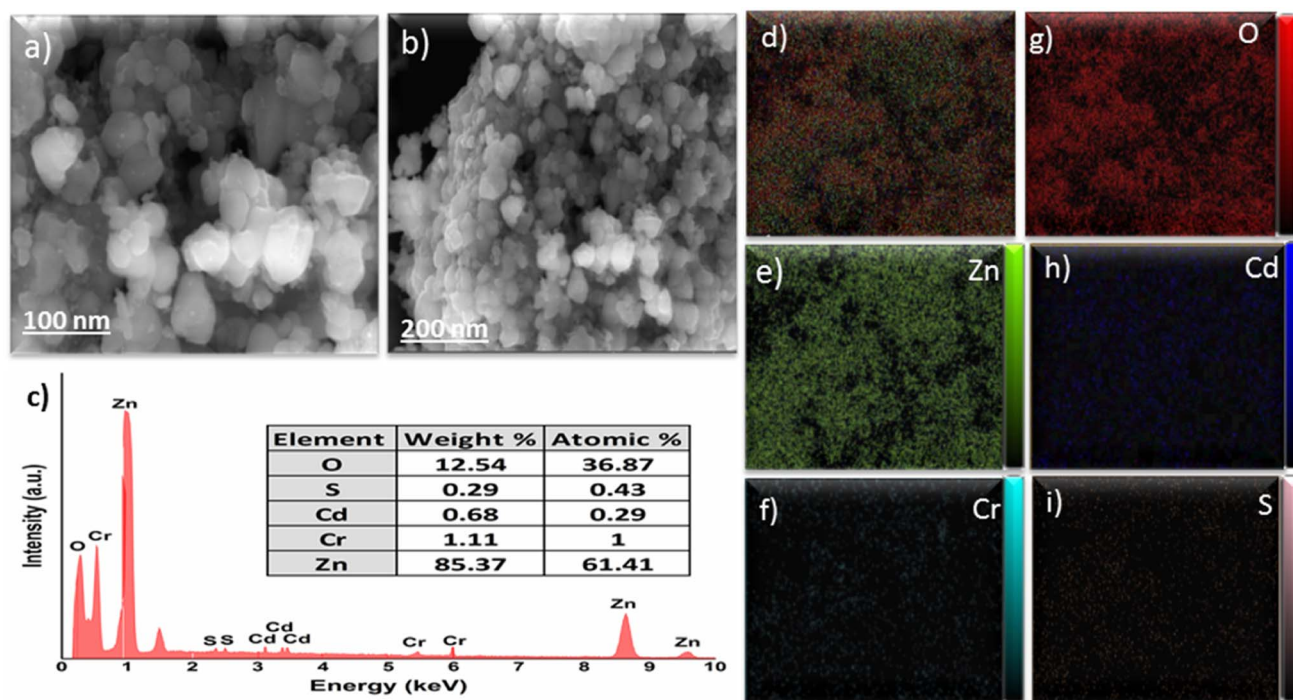 a)
100 nm
b)
200 nm
c)
Intensity (a.u.)
O
Cr
Zn
S
S
Cd
Cd
Cd
Cr
Cr
Zn
Zn
0 1 2 3 4 5 6 7 8 9 10
Energy (keV)
Element Weight % Atomic %
O 12.54 36.87
S 0.29 0.43
Cd 0.68 0.29
Cr 1.11 1
Zn 85.37 61.41
d)
g) O
e) Zn
h) Cd
f) Cr
i) S